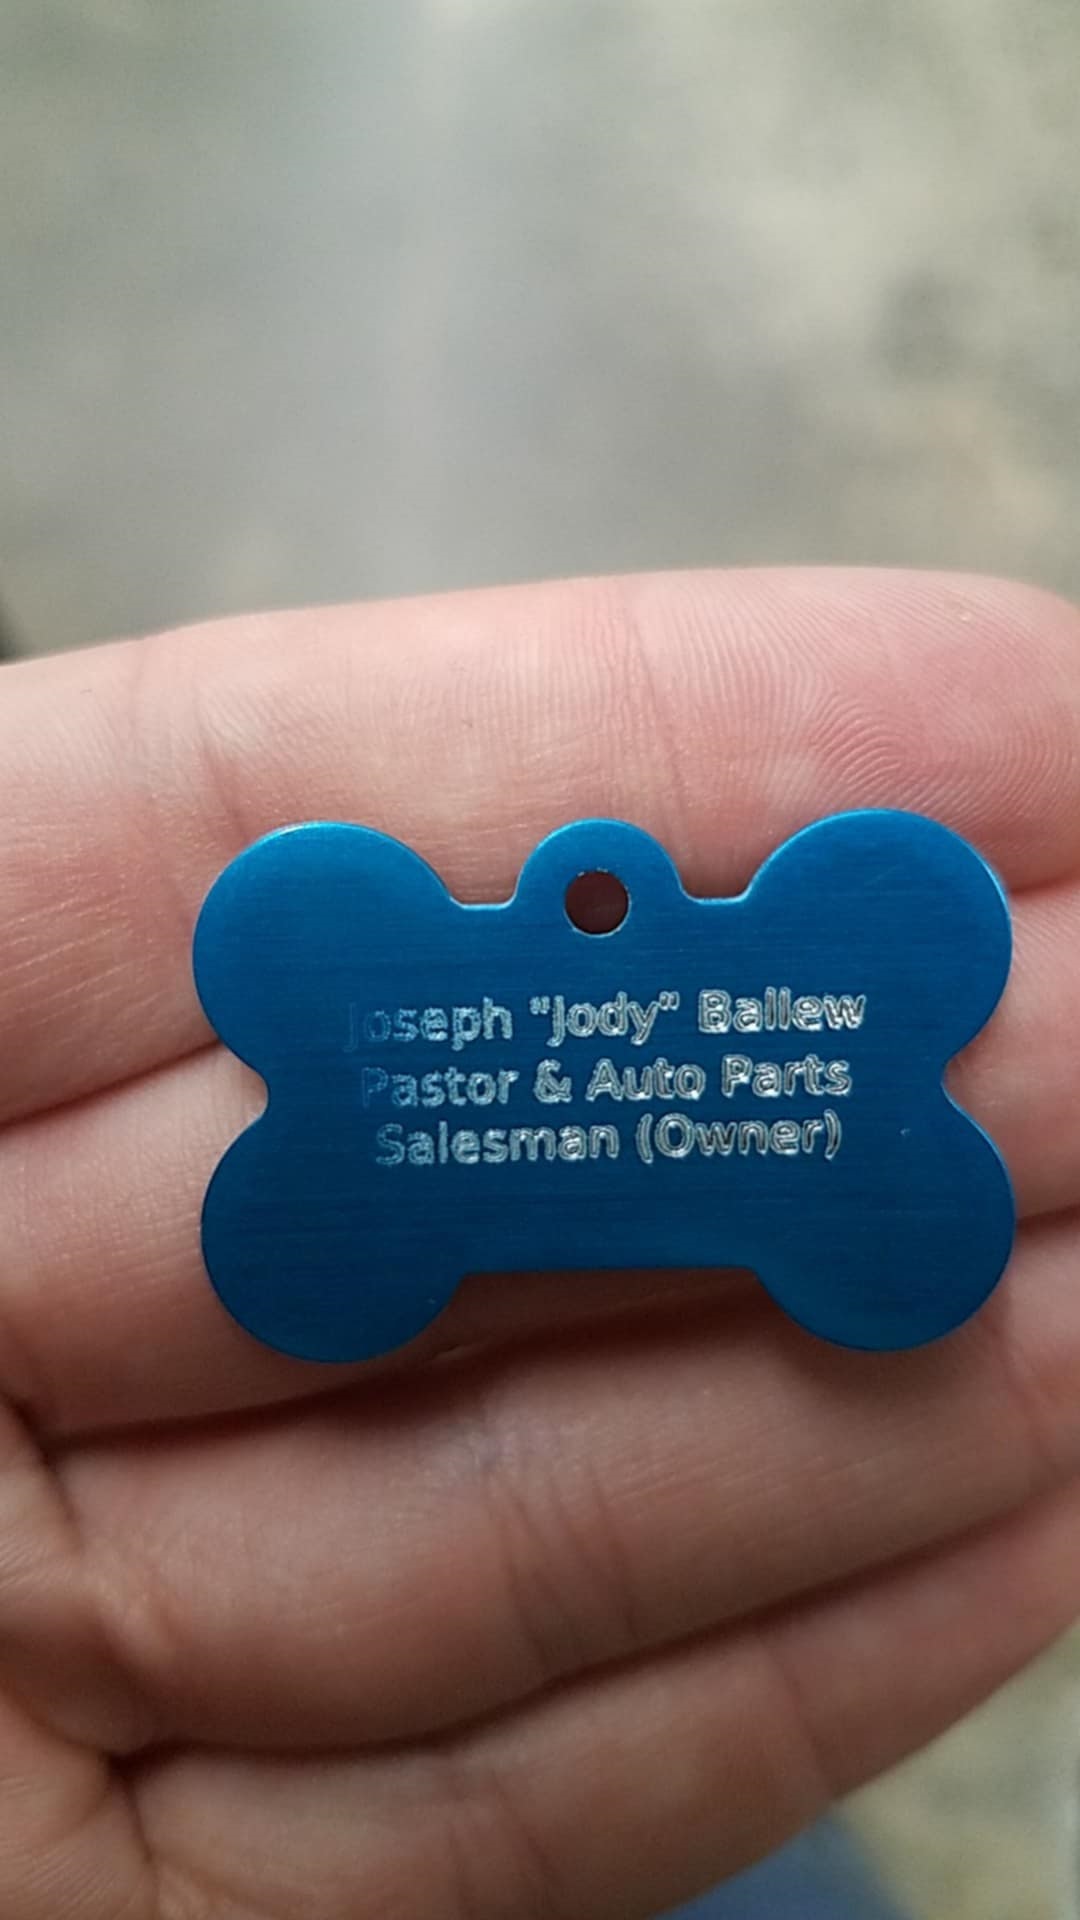 Joseph "Jody" Ballew
Pastor & Auto Parts
Salesman (Owner)